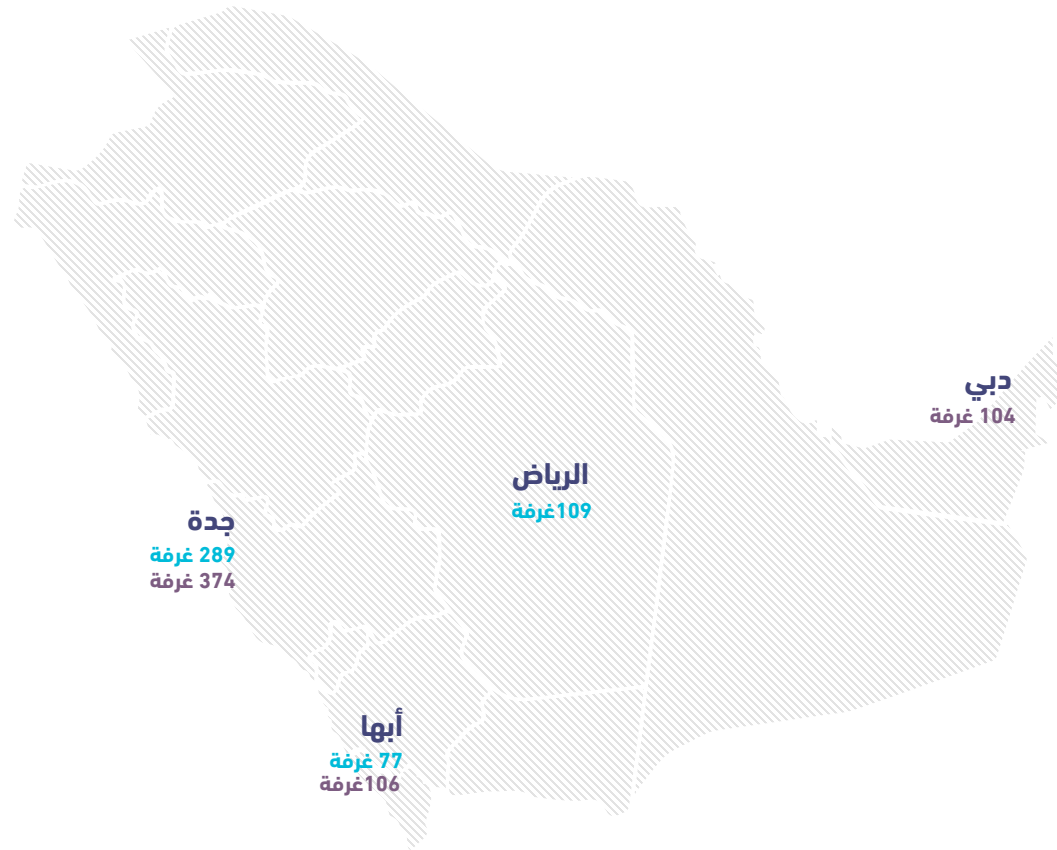 دبي
104 غرفة
الرياض
109غرفة
جدة
289 غرفة
374 غرفة
أبها
77 غرفة
106غرفة